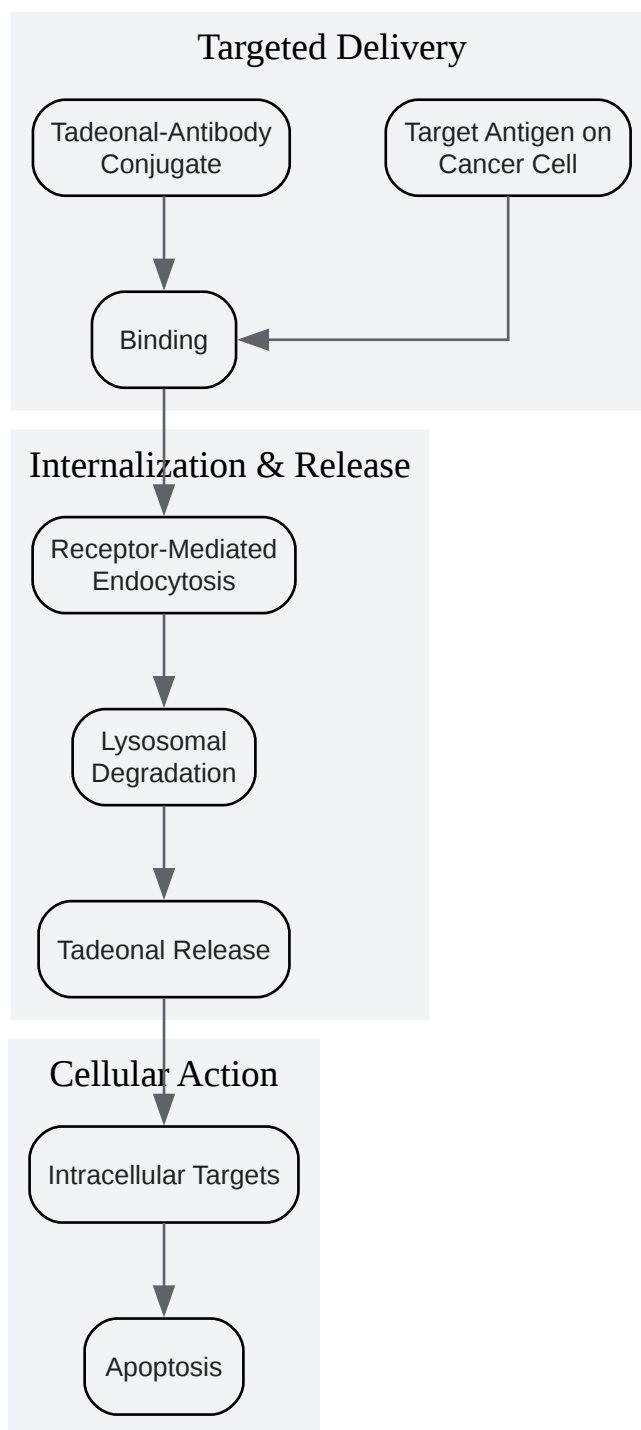 Targeted Delivery
Tadeonal-Antibody
Conjugate
Target Antigen on
Cancer Cell
Binding
Internalization & Release
Receptor-Mediated
Endocytosis
Lysosomal
Degradation
Tadeonal Release
Cellular Action
Intracellular Targets
Apoptosis